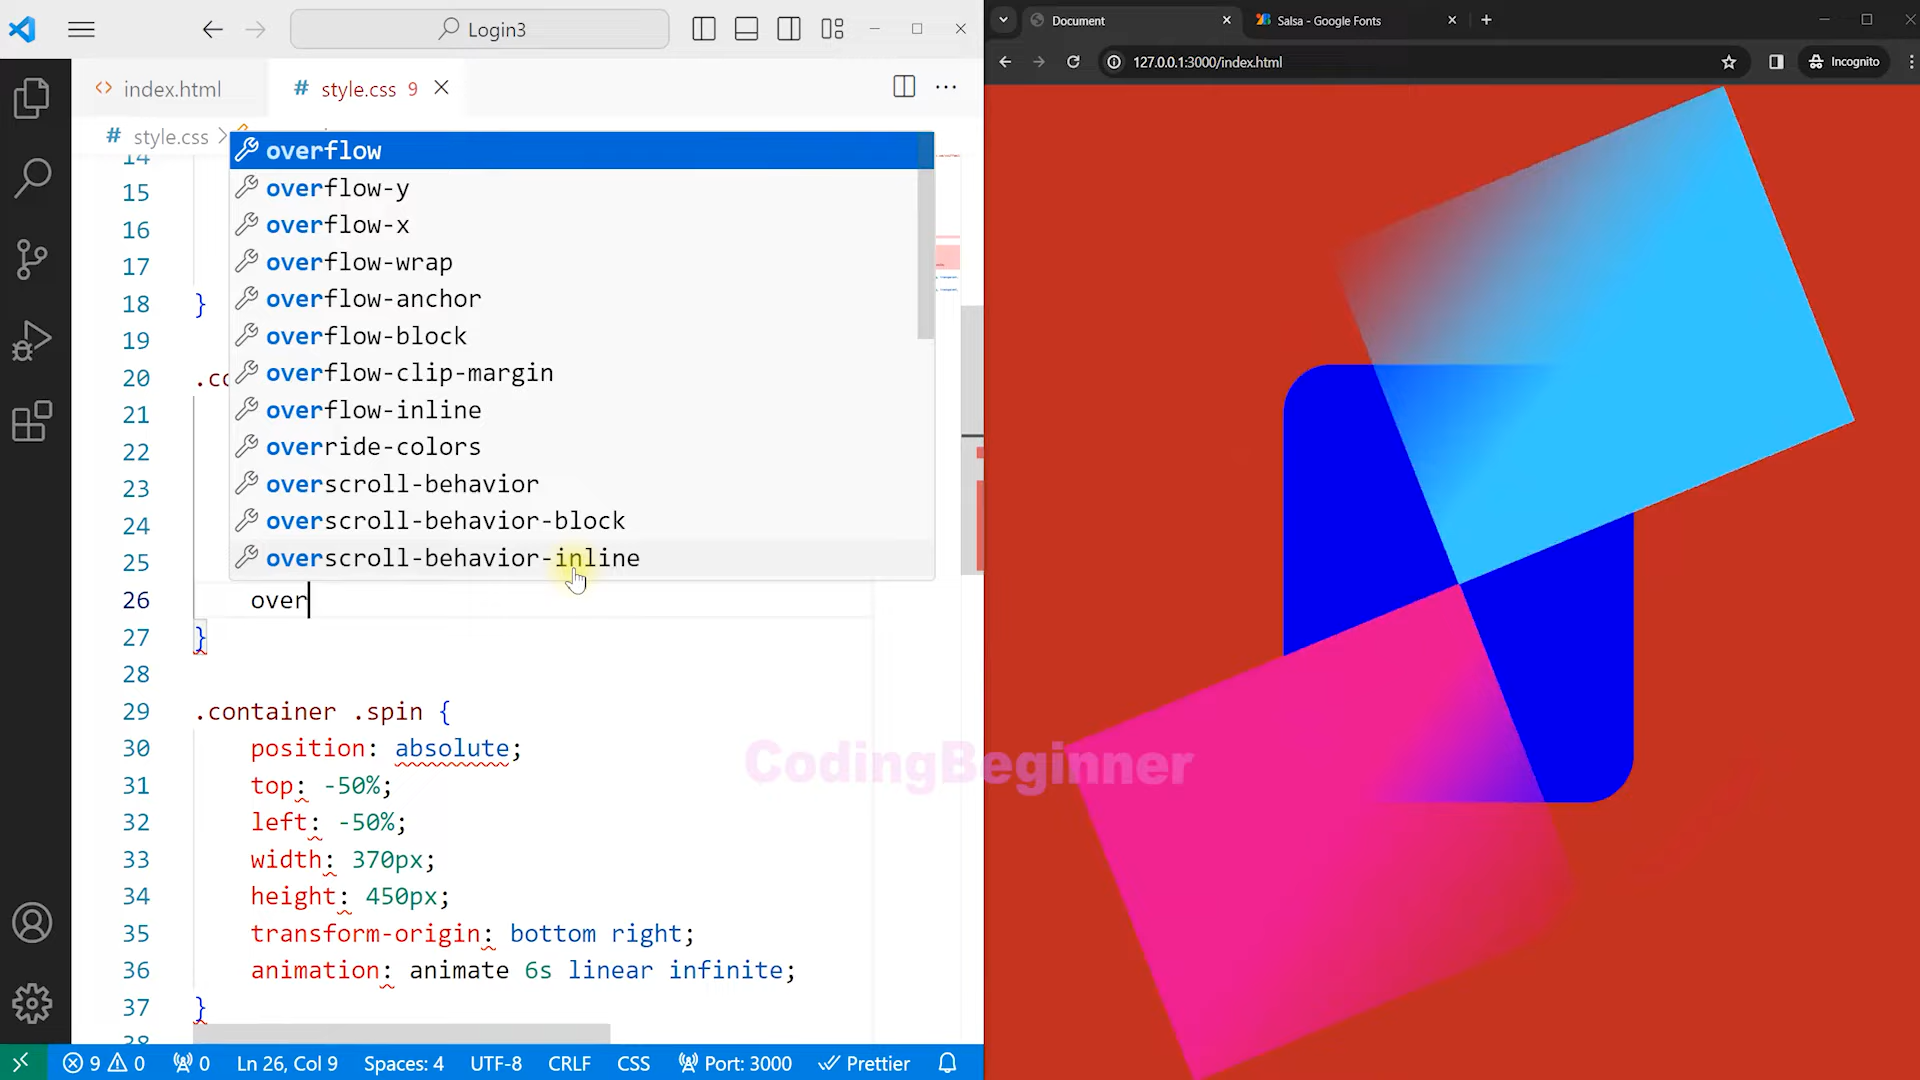 Login3
index.html
# style.css 9
# style.css >
14
15
16
17
18 }
19
20 .co
21
22
23
24
25
26 over
27 }
28
29 .container .spin {
30 position: absolute;
31 top: -50%;
32 left: -50%;
33 width: 370px;
34 height: 450px;
35 transform-origin: bottom right;
36 animation: animate 6s linear infinite;
37 }
38
overflow
overflow-y
overflow-x
overflow-wrap
overflow-anchor
overflow-block
overflow-clip-margin
overflow-inline
override-colors
overscroll-behavior
overscroll-behavior-block
overscroll-behavior-inline
9 0 0 Ln 26, Col 9 Spaces: 4 UTF-8 CRLF CSS Port: 3000 Prettier
Document
Salsa - Google Fonts
127.0.0.1:3000/index.html
Incognito
CodingBeginner